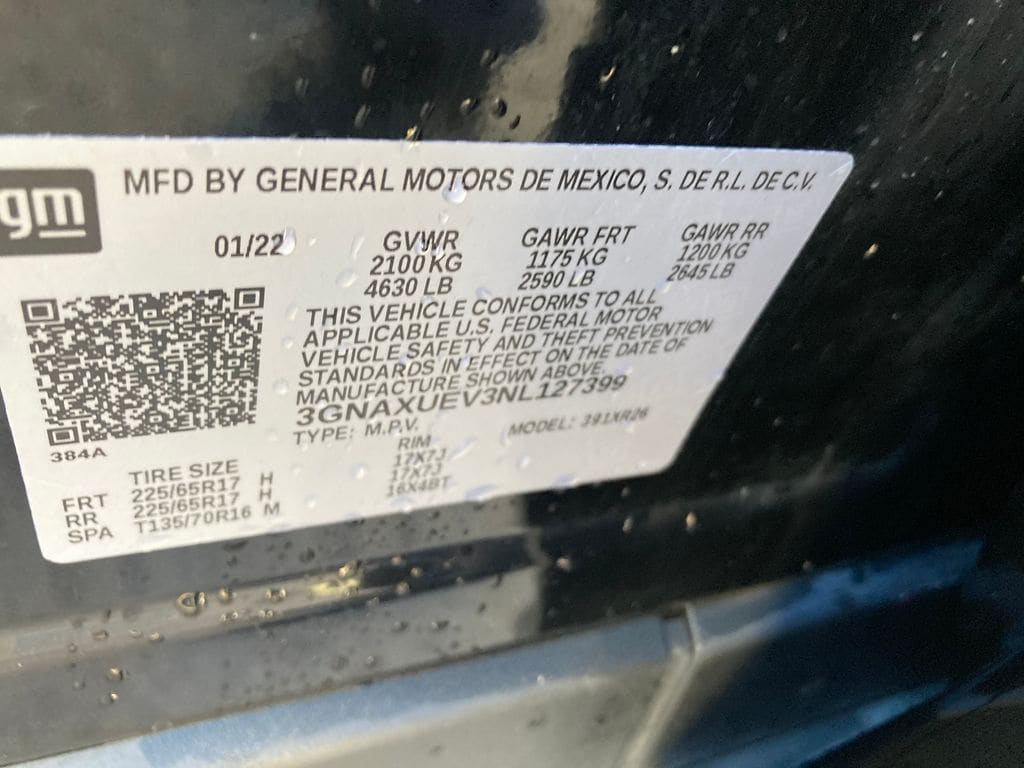 gm
MFD BY GENERAL MOTORS DE MEXICO, S. DE R.L. DE C.V.
01/22 GVWR GAWR FRT GAWR RR
2100 KG 1175 KG 1200 KG
4630 LB 2590 LB 2645 LB
THIS VEHICLE CONFORMS TO ALL
APPLICABLE U.S. FEDERAL MOTOR
VEHICLE SAFETY AND THEFT PREVENTION
STANDARDS IN EFFECT ON THE DATE OF
MANUFACTURE SHOWN ABOVE.
3GNAXUEV3NL127399
TYPE: M.P.V. MODEL: 391XR26
384A
TIRE SIZE RIM
FRT 225/65R17 H 17X7J
RR 225/65R17 H 17X7J
SPA T135/70R16 M 16X4BT